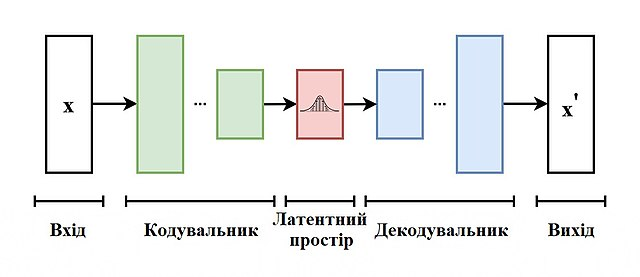 x
...
...
x'
Вхід
Кодувальник
Латентний
простір
Декодувальник
Вихід